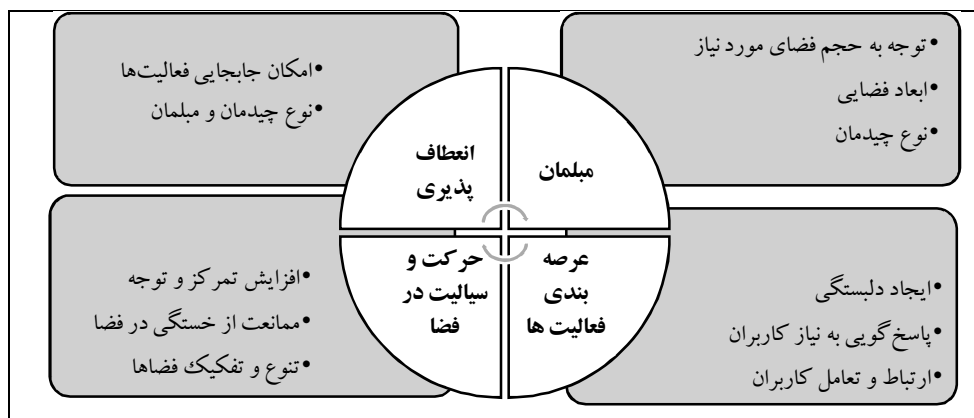 •توجه به حجم فضای مورد نیاز
•ابعاد فضایی
•نوع چیدمان
•امکان جابجایی فعالیت‌ها
•نوع چیدمان و مبلمان
مبلمان
انعطاف
پذیری
عرصه
بندی
فعالیت ها
حرکت و
سیالیت در
فضا
•ایجاد دلبستگی
•پاسخ‌گویی به نیاز کاربران
•ارتباط و تعامل کاربران
•افزایش تمرکز و توجه
•ممانعت از خستگی در فضا
•تنوع و تفکیک فضاها